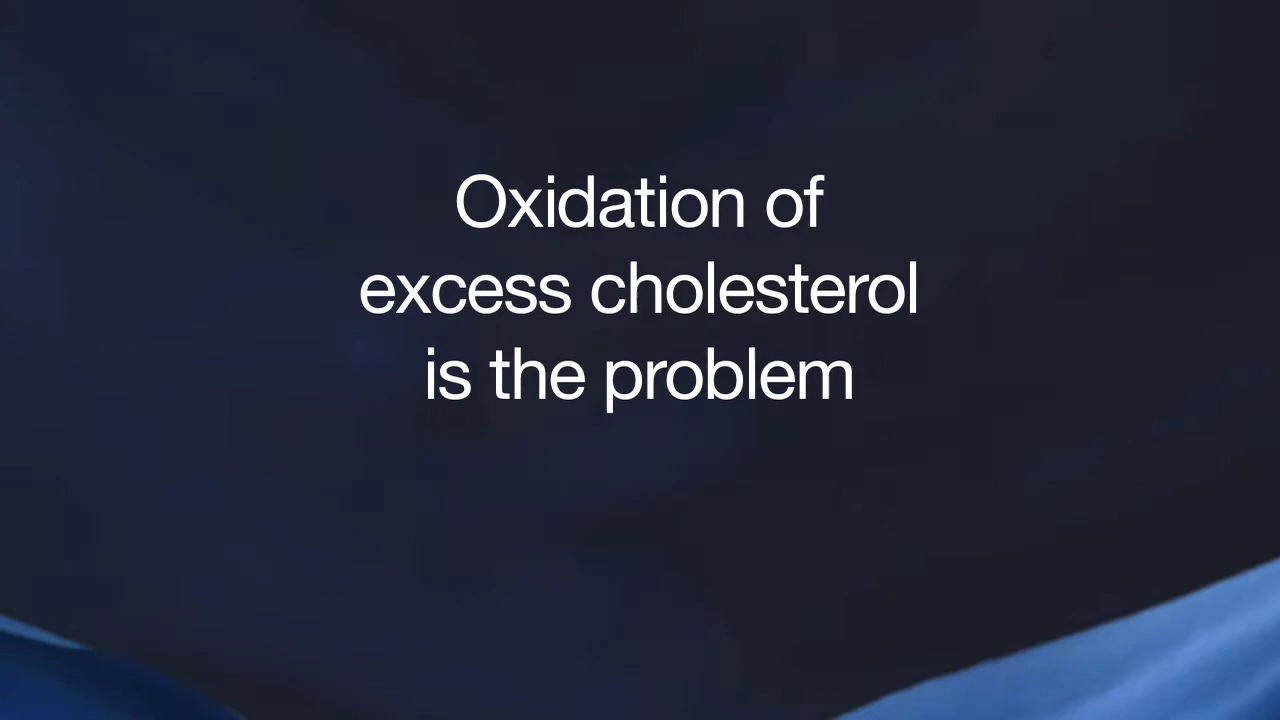 Oxidation of
excess cholesterol
is the problem